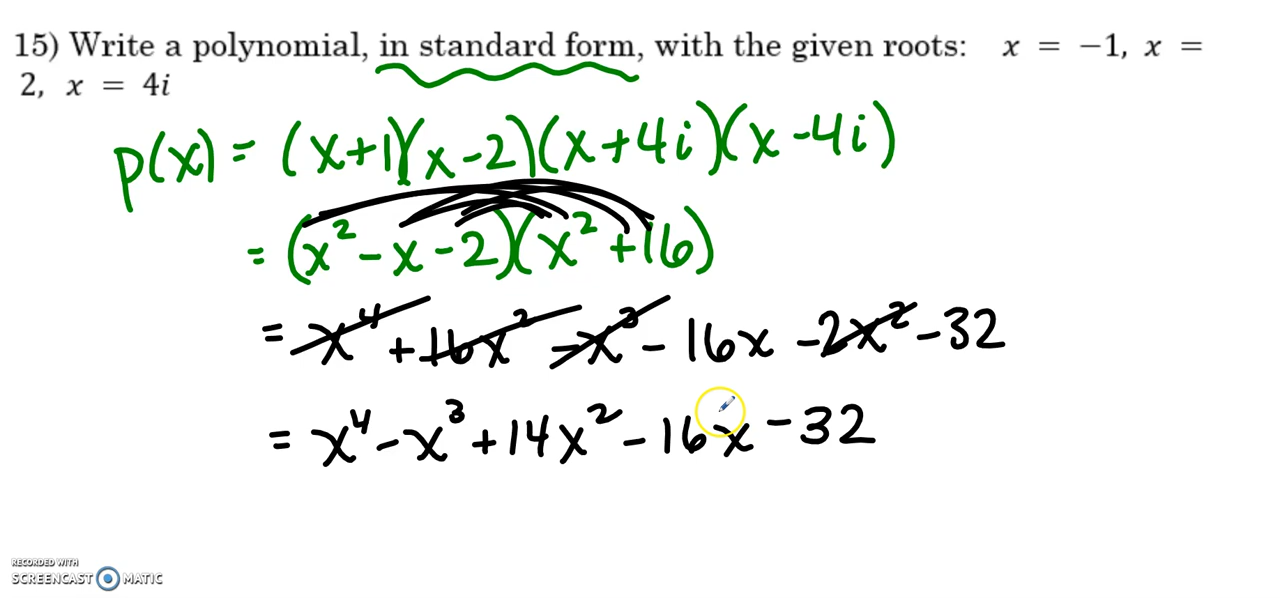 15) Write a polynomial, in standard form, with the given roots: x = −1, x =
2, x = 4i
p(x) = (x+1)(x-2)(x+4i)(x-4i)
= (x² - x - 2)(x² + 16)
= x⁴ + 16x² - x³ - 16x - 2x² - 32
= x⁴ - x³ + 14x² - 16x - 32
RECORDED WITH
SCREENCAST MATIC